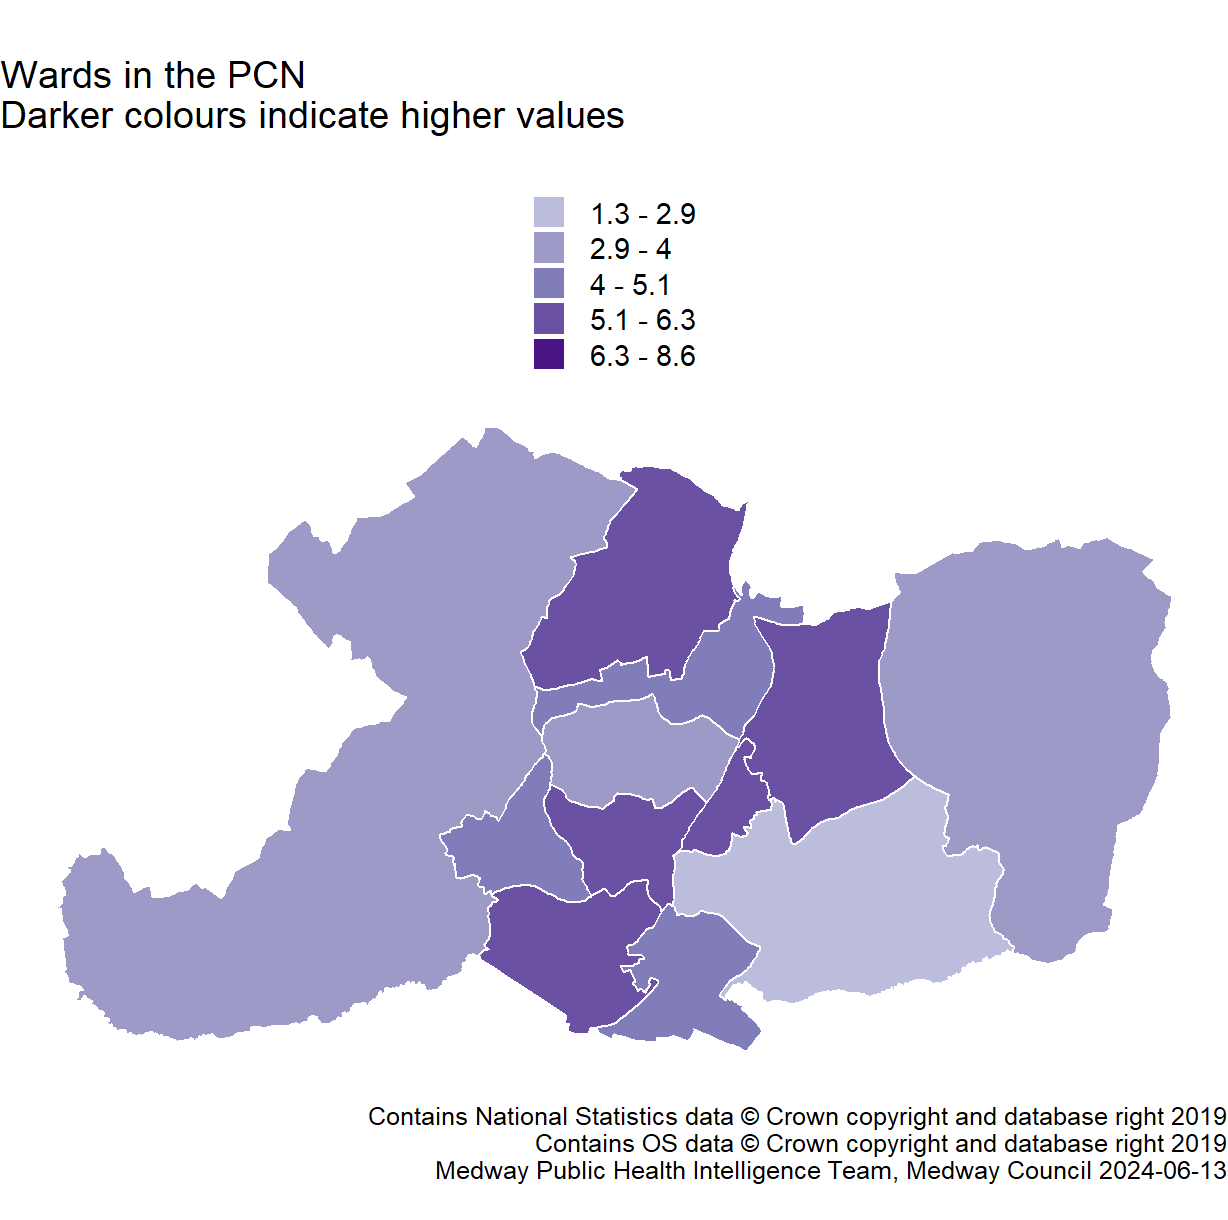 Wards in the PCN
Darker colours indicate higher values
1.3 - 2.9
2.9 - 4
4 - 5.1
5.1 - 6.3
6.3 - 8.6
Contains National Statistics data © Crown copyright and database right 2019
Contains OS data © Crown copyright and database right 2019
Medway Public Health Intelligence Team, Medway Council 2024-06-13